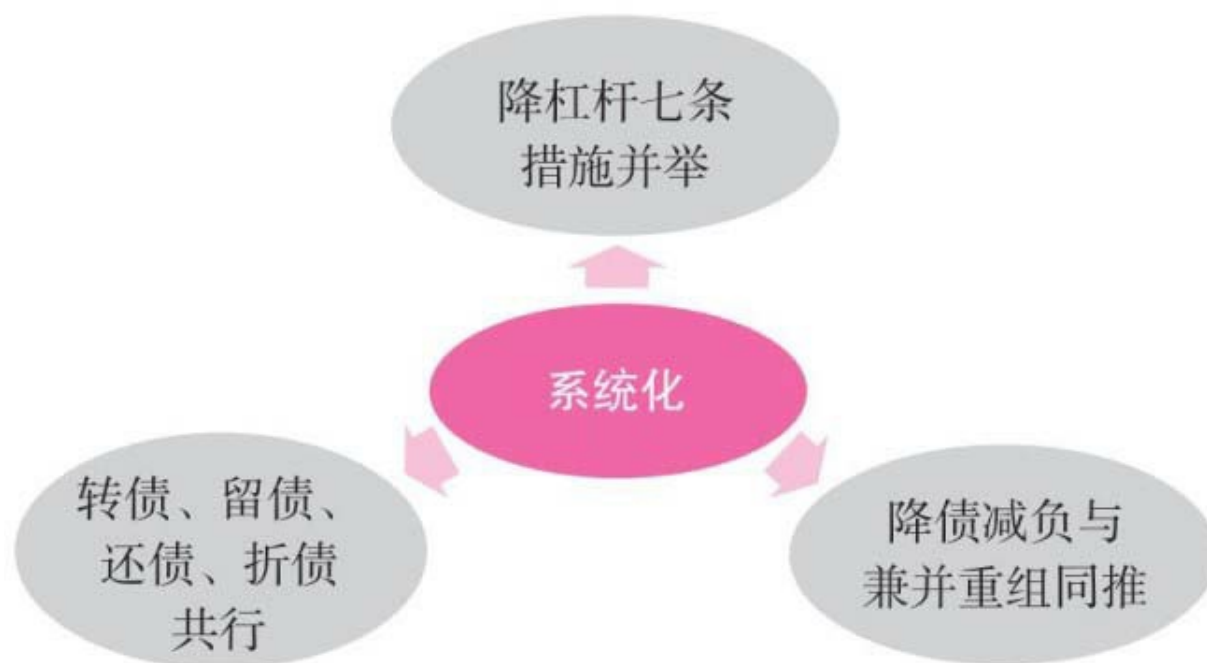 降杠杆七条
措施并举
系统化
转债、留债、
还债、折债
共行
降债减负与
兼并重组同推